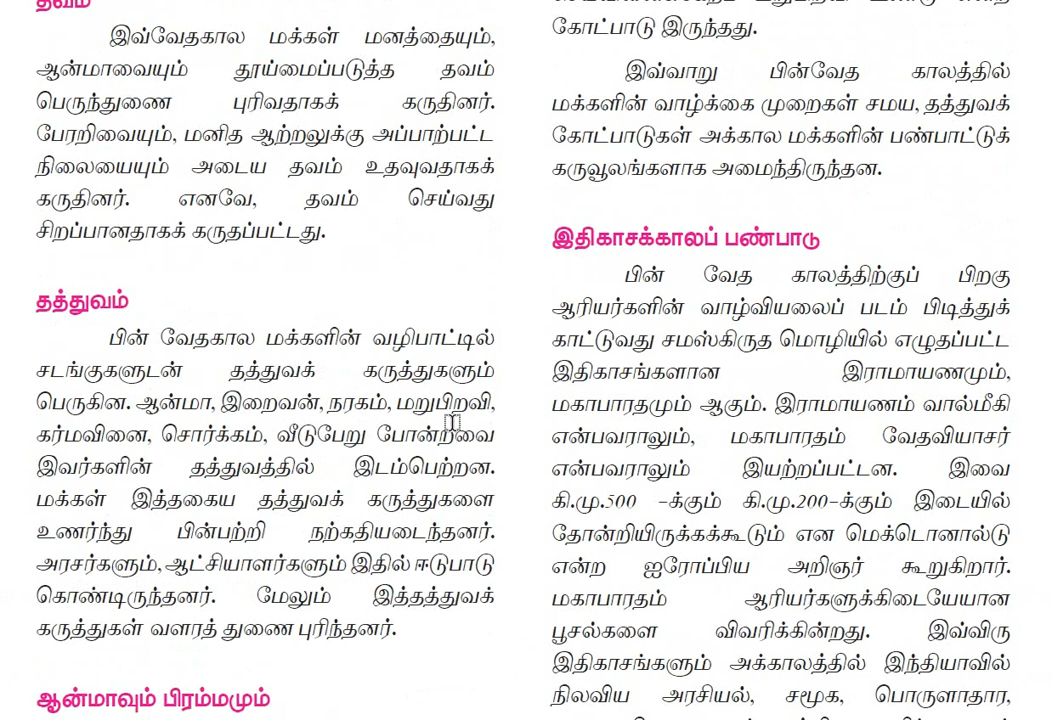 தவம்
இவ்வேதகால மக்கள் மனத்தையும்,
ஆன்மாவையும் தூய்மைப்படுத்த தவம்
பெருந்துணை புரிவதாகக் கருதினர்.
பேரறிவையும், மனித ஆற்றலுக்கு அப்பாற்பட்ட
நிலையையும் அடைய தவம் உதவுவதாகக்
கருதினர். எனவே, தவம் செய்வது
சிறப்பானதாகக் கருதப்பட்டது.
தத்துவம்
பின் வேதகால மக்களின் வழிபாட்டில்
சடங்குகளுடன் தத்துவக் கருத்துகளும்
பெருகின. ஆன்மா, இறைவன், நரகம், மறுபிறவி,
கர்மவினை, சொர்க்கம், வீடுபேறு போன்றவை
இவர்களின் தத்துவத்தில் இடம்பெற்றன.
மக்கள் இத்தகைய தத்துவக் கருத்துகளை
உணர்ந்து பின்பற்றி நற்கதியடைந்தனர்.
அரசர்களும், ஆட்சியாளர்களும் இதில் ஈடுபாடு
கொண்டிருந்தனர். மேலும் இத்தத்துவக்
கருத்துகள் வளரத் துணை புரிந்தனர்.
ஆன்மாவும் பிரம்மமும்
கோட்பாடு இருந்தது.
இவ்வாறு பின்வேத காலத்தில்
மக்களின் வாழ்க்கை முறைகள் சமய, தத்துவக்
கோட்பாடுகள் அக்கால மக்களின் பண்பாட்டுக்
கருவூலங்களாக அமைந்திருந்தன.
இதிகாசக்காலப் பண்பாடு
பின் வேத காலத்திற்குப் பிறகு
ஆரியர்களின் வாழ்வியலைப் படம் பிடித்துக்
காட்டுவது சமஸ்கிருத மொழியில் எழுதப்பட்ட
இதிகாசங்களான இராமாயணமும்,
மகாபாரதமும் ஆகும். இராமாயணம் வால்மீகி
என்பவராலும், மகாபாரதம் வேதவியாசர்
என்பவராலும் இயற்றப்பட்டன. இவை
கி.மு.500 -க்கும் கி.மு.200-க்கும் இடையில்
தோன்றியிருக்கக்கூடும் என மெக்டொனால்டு
என்ற ஐரோப்பிய அறிஞர் கூறுகிறார்.
மகாபாரதம் ஆரியர்களுக்கிடையேயான
பூசல்களை விவரிக்கின்றது. இவ்விரு
இதிகாசங்களும் அக்காலத்தில் இந்தியாவில்
நிலவிய அரசியல், சமூக, பொருளாதார,